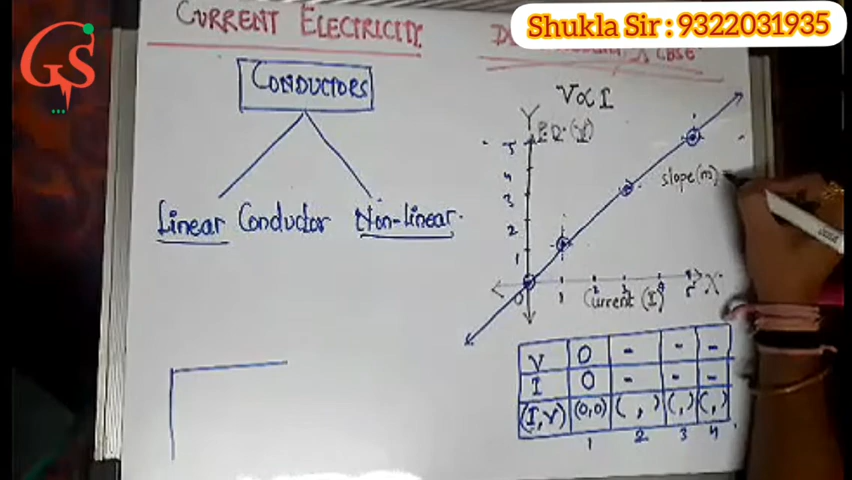 Shukla Sir : 9322031935
GS
CURRENT ELECTRICITY
CONDUCTORS
Linear Conductor Non-linear.
V∝I
Y
P.D. (V)
5
4
3
2
1
0 1 2 3 4 5 X
Current (I)
slope(m)
V 0 - - -
I 0 - - -
(I,V) (0,0) ( , ) ( , ) ( , )
1 2 3 4